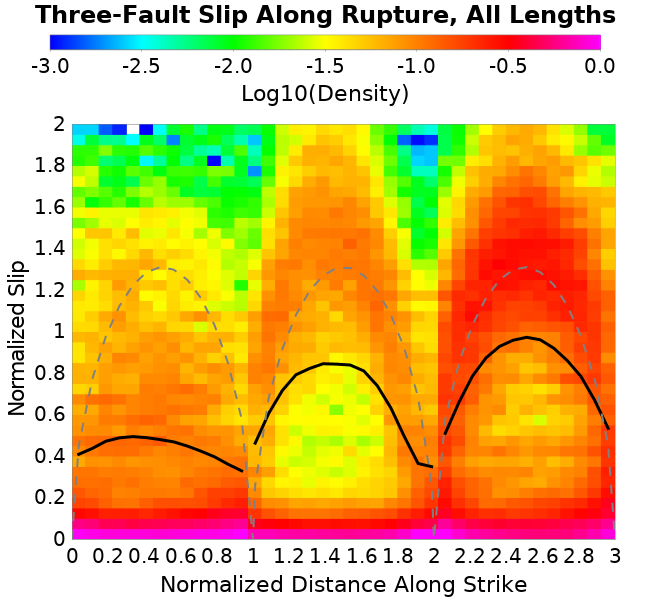 Three-Fault Slip Along Rupture, All Lengths
-3.0 -2.5 -2.0 -1.5 -1.0 -0.5 0.0
Log10(Density)
2
1.8
1.6
1.4
1.2
1
0.8
0.6
0.4
0.2
0
Normalized Slip
0 0.2 0.4 0.6 0.8 1 1.2 1.4 1.6 1.8 2 2.2 2.4 2.6 2.8 3
Normalized Distance Along Strike